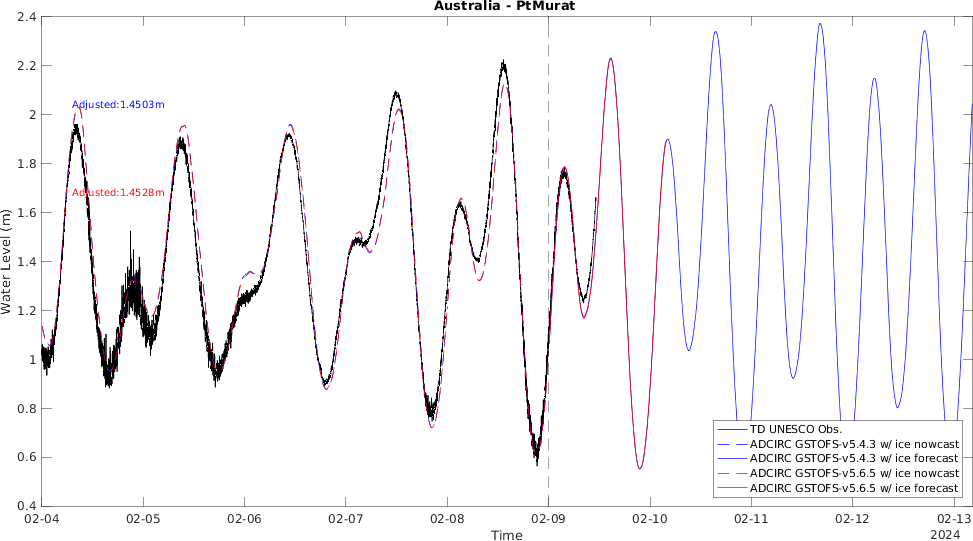 Australia - PtMurat
2.4
2.2
2
1.8
1.6
1.4
1.2
1
0.8
0.6
0.4
Water Level (m)
Adjusted:1.4503m
Adjusted:1.4528m
TD UNESCO Obs.
ADCIRC GSTOFS-v5.4.3 w/ ice nowcast
ADCIRC GSTOFS-v5.4.3 w/ ice forecast
ADCIRC GSTOFS-v5.6.5 w/ ice nowcast
ADCIRC GSTOFS-v5.6.5 w/ ice forecast
02-04 02-05 02-06 02-07 02-08 02-09 02-10 02-11 02-12 02-13
Time
2024